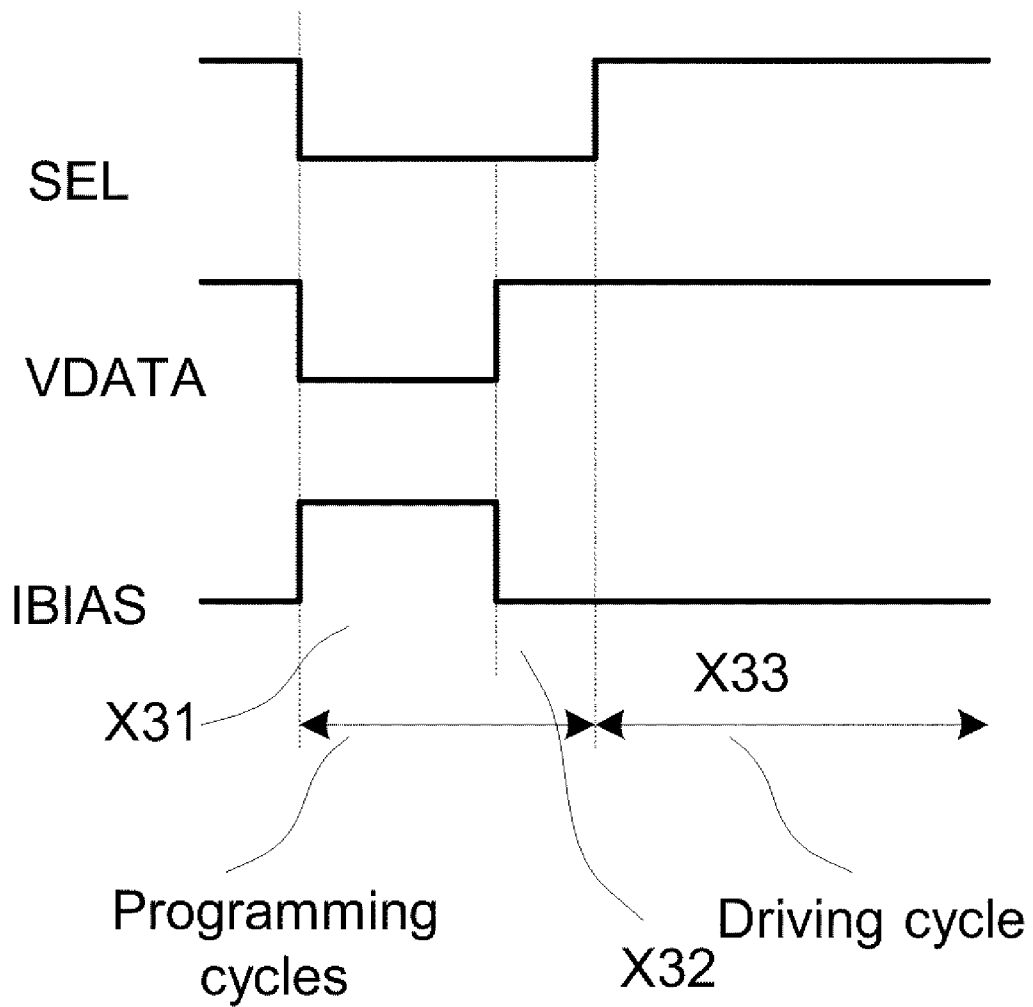 SEL
VDATA
IBIAS
X33
X31
Programming
cycles
Driving cycle
X32